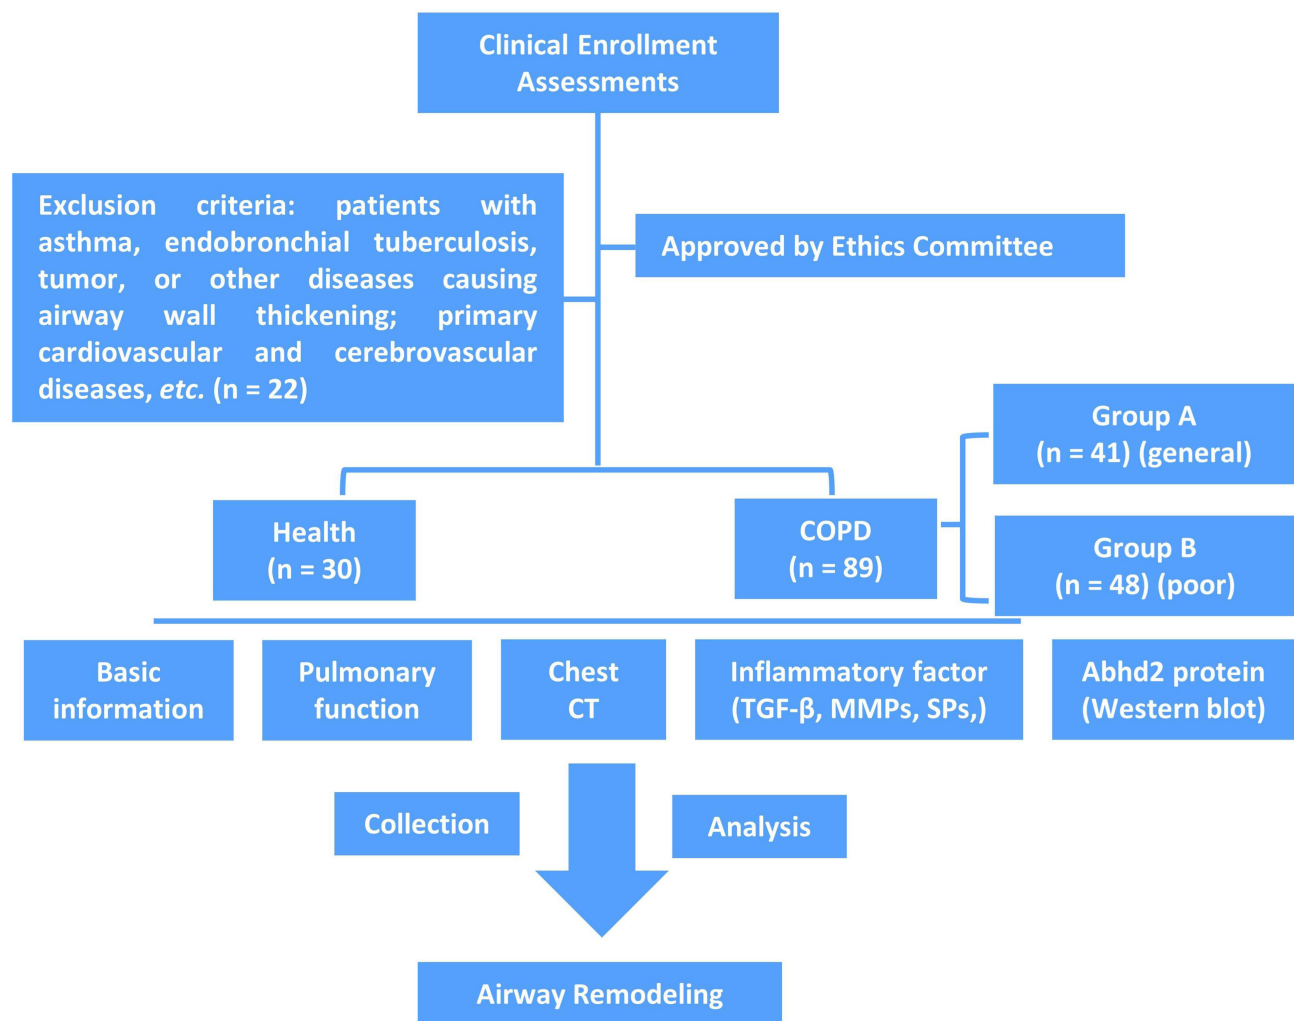 Clinical Enrollment
Assessments
Exclusion criteria: patients with
asthma, endobronchial tuberculosis,
tumor, or other diseases causing
airway wall thickening; primary
cardiovascular and cerebrovascular
diseases, etc. (n = 22)
Approved by Ethics Committee
Group A
(n = 41) (general)
Health
(n = 30)
COPD
(n = 89)
Group B
(n = 48) (poor)
Basic
information
Pulmonary
function
Chest
CT
Inflammatory factor
(TGF-β, MMPs, SPs,)
Abhd2 protein
(Western blot)
Collection
Analysis
Airway Remodeling